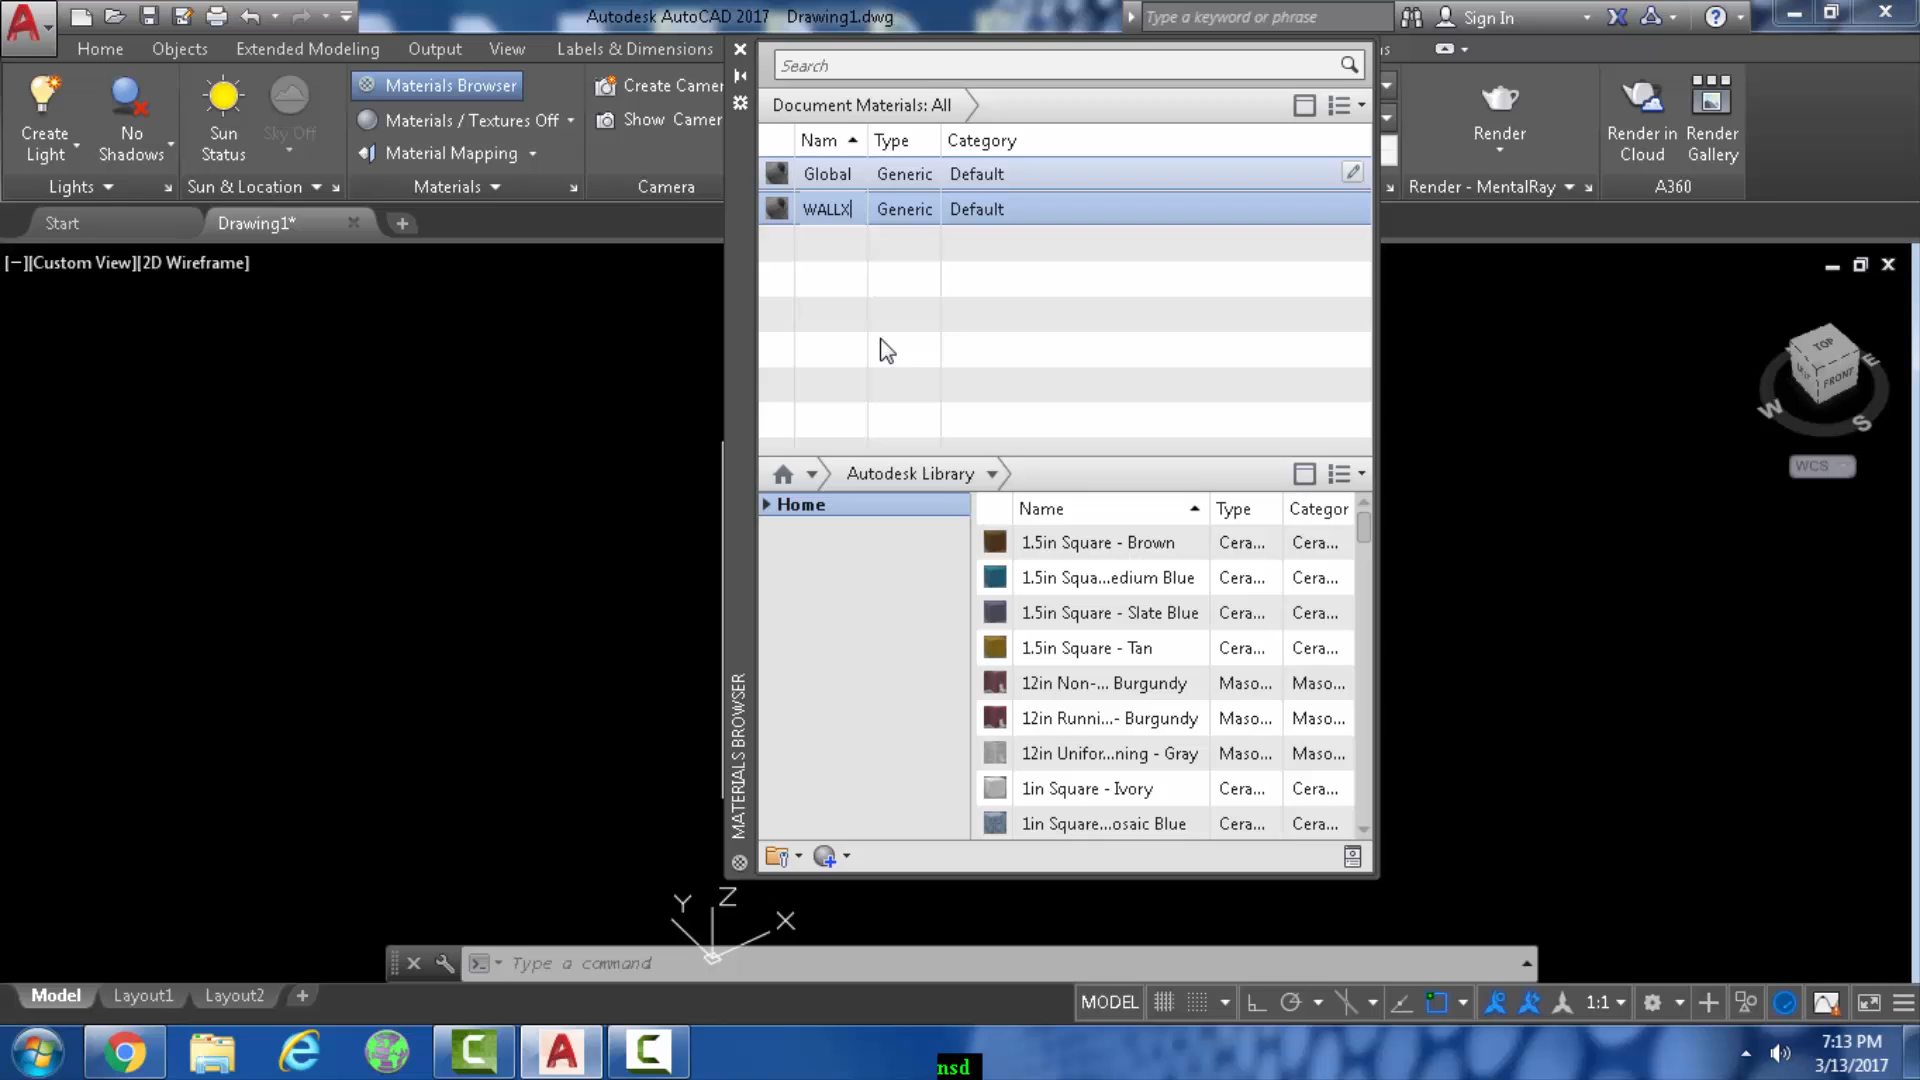 Autodesk AutoCAD 2017 Drawing1.dwg
Type a keyword or phrase
Sign In
Home Objects Extended Modeling Output View Labels & Dimensions
Create Light
No Shadows
Sun Status
Sky Off
Materials Browser
Materials / Textures Off
Material Mapping
Create Camer
Show Camer
Render
Render in Cloud
Render Gallery
Lights
Sun & Location
Materials
Camera
Render - MentalRay
A360
Start
Drawing1*
[−][Custom View][2D Wireframe]
Search
Document Materials: All
Nam Type Category
Global Generic Default
WALLX Generic Default
Autodesk Library
Home
Name Type Categor
1.5in Square - Brown Cera... Cera...
1.5in Squa...edium Blue Cera... Cera...
1.5in Square - Slate Blue Cera... Cera...
1.5in Square - Tan Cera... Cera...
12in Non-... Burgundy Maso... Maso...
12in Runni...- Burgundy Maso... Maso...
12in Unifor...ning - Gray Maso... Maso...
1in Square - Ivory Cera... Cera...
1in Square...osaic Blue Cera... Cera...
MATERIALS BROWSER
TOP
FRONT
E
W
S
WCS
Y Z X
Type a command
Model Layout1 Layout2
MODEL
1:1
7:13 PM
3/13/2017
nsd